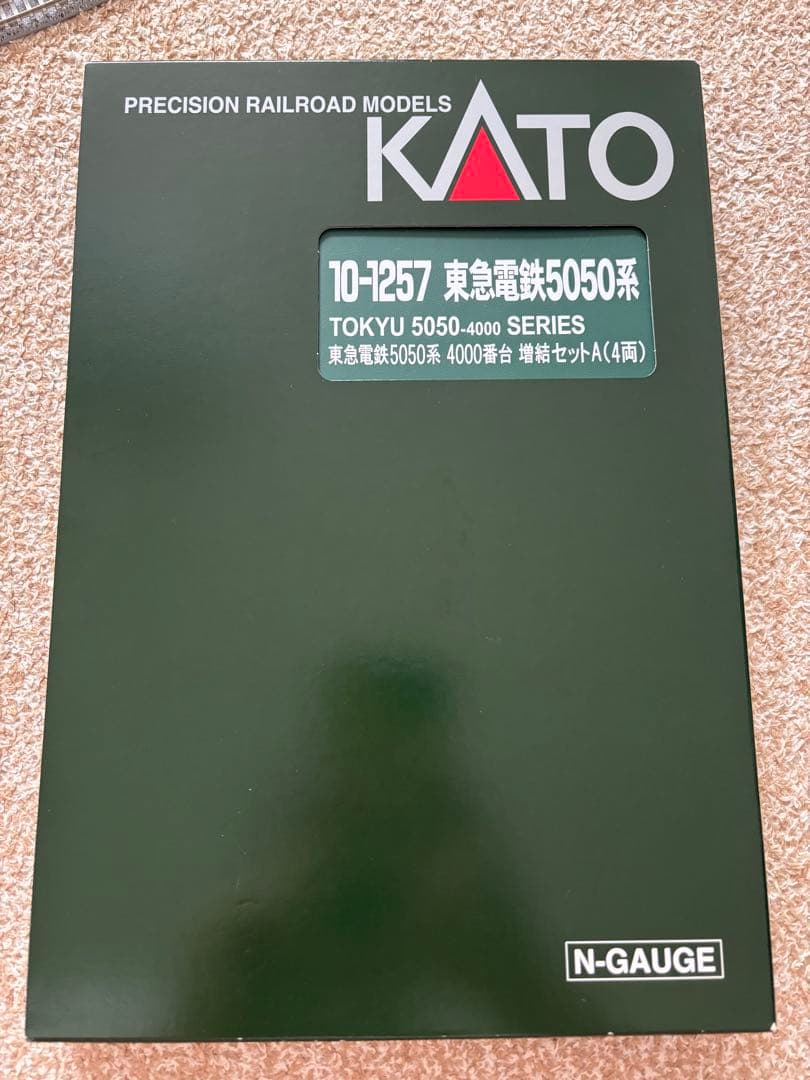 PRECISION RAILROAD MODELS
KATO
10-1257 東急電鉄5050系
TOKYU 5050-4000 SERIES
東急電鉄5050系 4000番台 増結セットA(4両)
N-GAUGE